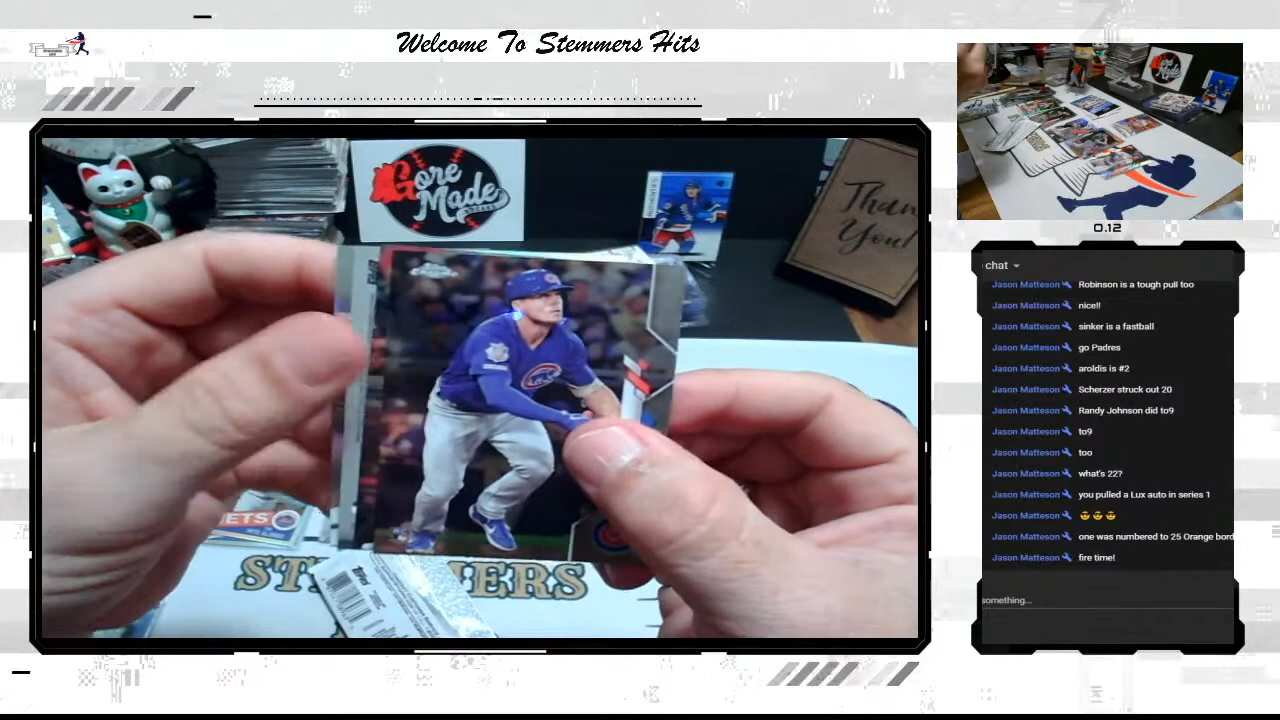 Welcome To Stemmers Hits
Gore
Made
AUTHENTICS
Thank
You!
METS
topps
0.12
chat
Jason Matteson Robinson is a tough pull too
Jason Matteson nice!!
Jason Matteson sinker is a fastball
Jason Matteson go Padres
Jason Matteson aroldis is #2
Jason Matteson Scherzer struck out 20
Jason Matteson Randy Johnson did to9
Jason Matteson to9
Jason Matteson too
Jason Matteson what's 22?
Jason Matteson you pulled a Lux auto in series 1
Jason Matteson 😎😎😎
Jason Matteson one was numbered to 25 Orange bord
Jason Matteson fire time!
something...